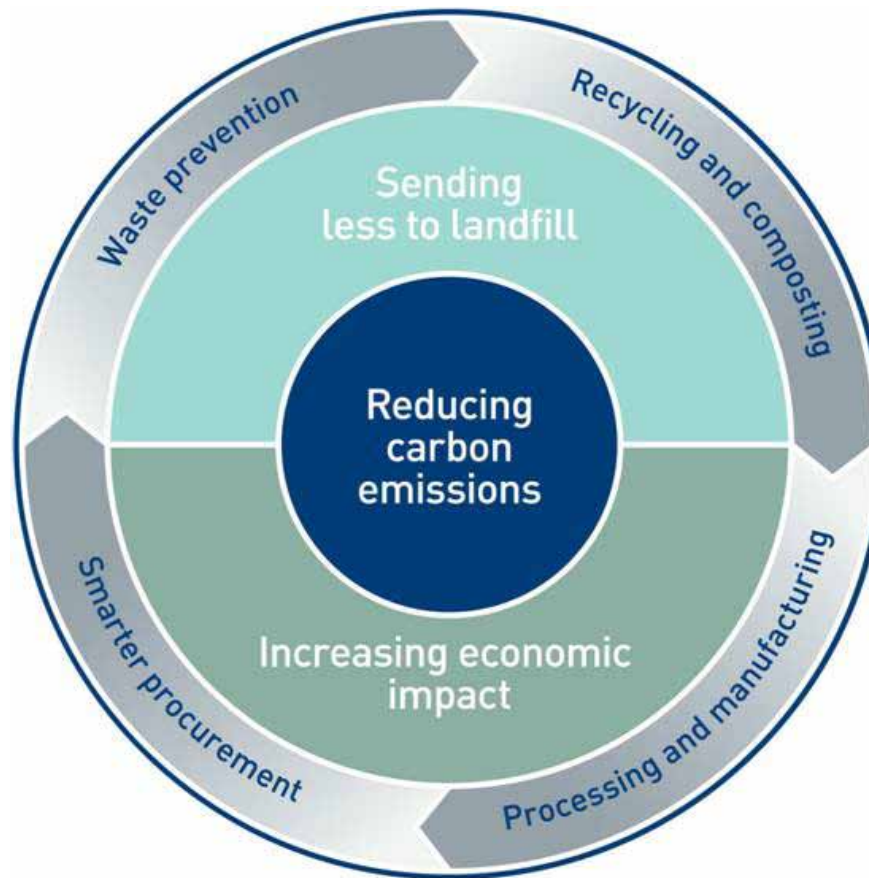 Waste prevention
Recycling and composting
Sending
less to landfill
Reducing
carbon
emissions
Increasing economic
impact
Smarter procurement
Processing and manufacturing